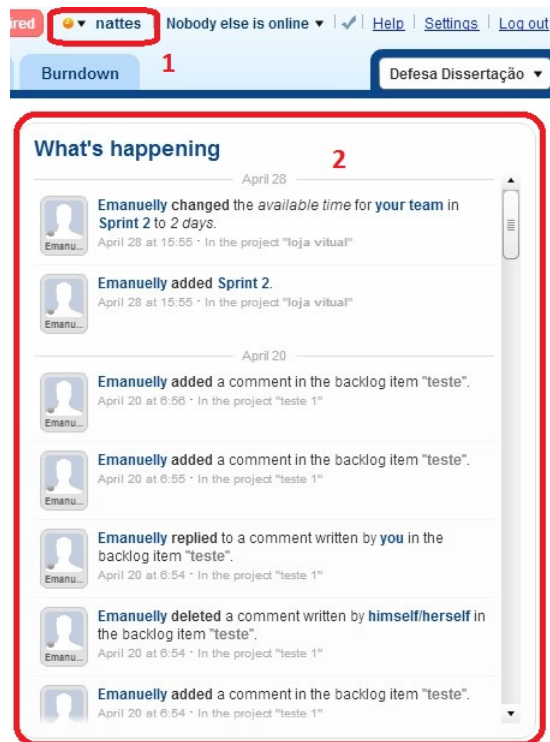 ired nattes Nobody else is online Help Settings Log out
Burndown 1 Defesa Dissertação
What's happening 2
April 28
Emanuelly changed the available time for your team in
Sprint 2 to 2 days.
April 28 at 15:55 · In the project "loja vitual"
Emanu...
Emanuelly added Sprint 2.
April 28 at 15:55 · In the project "loja vitual"
Emanu...
April 20
Emanuelly added a comment in the backlog item "teste".
April 20 at 6:56 · In the project "teste 1"
Emanu...
Emanuelly added a comment in the backlog item "teste".
April 20 at 6:55 · In the project "teste 1"
Emanu...
Emanuelly replied to a comment written by you in the
backlog item "teste".
April 20 at 6:54 · In the project "teste 1"
Emanu...
Emanuelly deleted a comment written by himself/herself in
the backlog item "teste".
April 20 at 6:54 · In the project "teste 1"
Emanu...
Emanuelly added a comment in the backlog item "teste".
April 20 at 6:54 · In the project "teste 1"
Emanu...